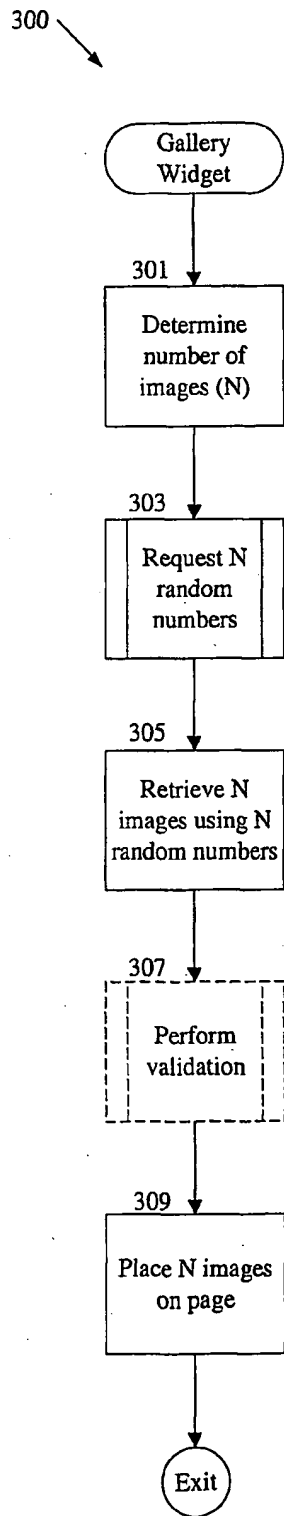 300
Gallery
Widget
301
Determine
number of
images (N)
303
Request N
random
numbers
305
Retrieve N
images using N
random numbers
307
Perform
validation
309
Place N images
on page
Exit